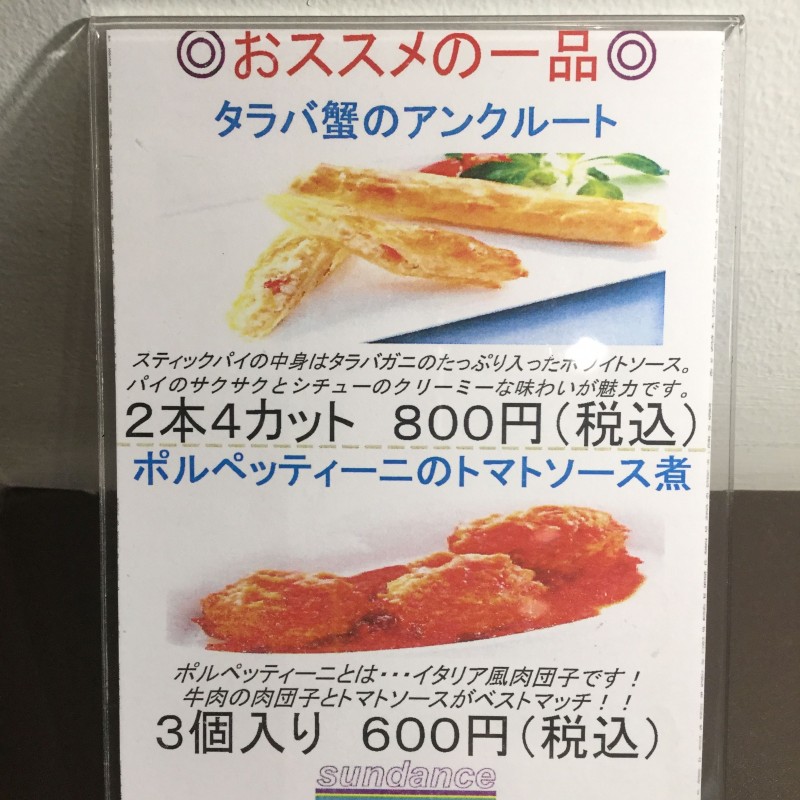 ◎おススメの一品◎
タラバ蟹のアンクルート
スティックパイの中身はタラバガニのたっぷり入ったホワイトソース。
パイのサクサクとシチューのクリーミーな味わいが魅力です。
2本4カット 800円(税込)
ポルペッティーニのトマトソース煮
ポルペッティーニとは・・・イタリア風肉団子です!
牛肉の肉団子とトマトソースがベストマッチ!!
3個入り 600円(税込)
sundance